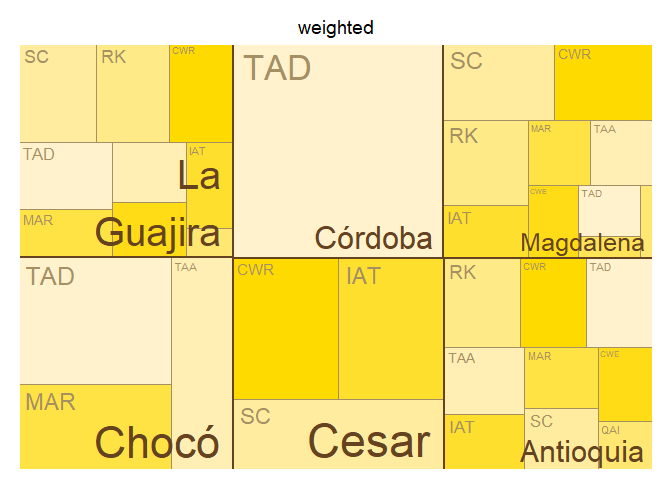 weighted
SC
RK
CWR
TAD
IAT
MAR
La
Guajira
TAD
Córdoba
SC
CWR
RK
MAR
TAA
IAT
CWE
TAD
Magdalena
TAD
TAA
MAR
Chocó
CWR
IAT
SC
Cesar
RK
CWR
TAD
TAA
MAR
CWE
IAT
SC
QAI
Antioquia